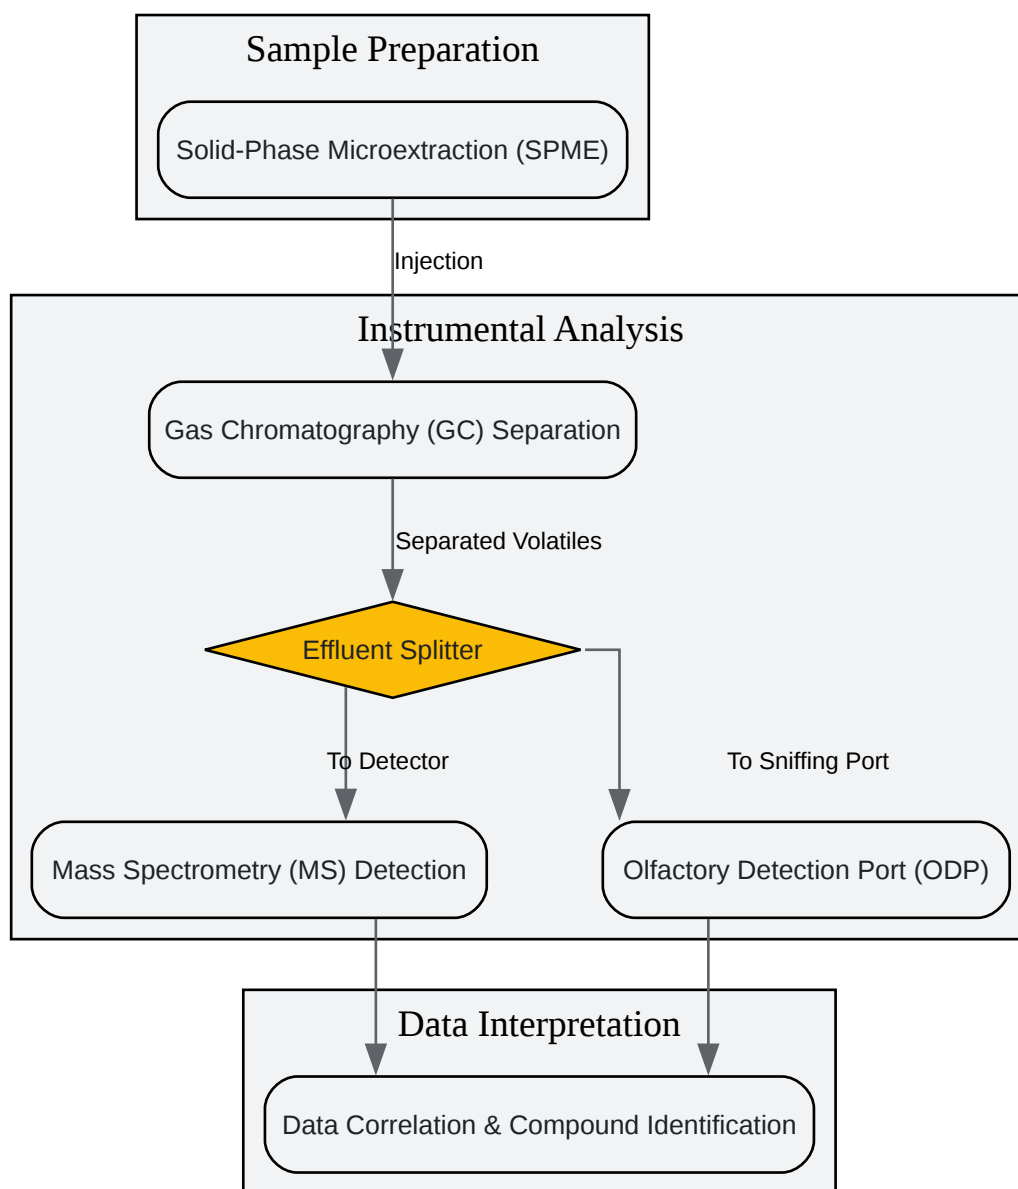 Sample Preparation
Solid-Phase Microextraction (SPME)
Injection
Instrumental Analysis
Gas Chromatography (GC) Separation
Separated Volatiles
Effluent Splitter
To Detector
To Sniffing Port
Mass Spectrometry (MS) Detection
Olfactory Detection Port (ODP)
Data Interpretation
Data Correlation & Compound Identification